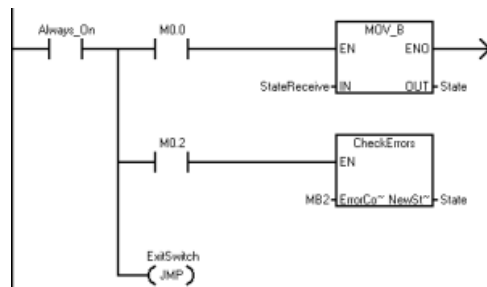 Always_On
M0.0
MOV_B
EN ENO
StateReceive IN OUT State
M0.2
CheckErrors
EN
MB2 ErrorCo~ NewSt~ State
ExitSwitch
JMP